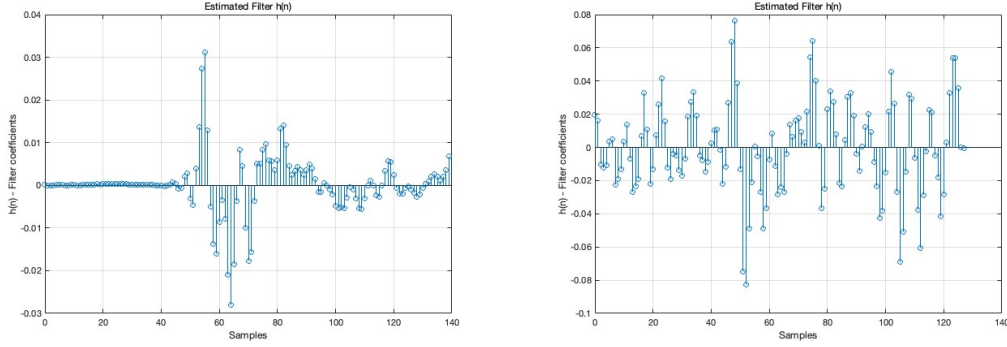 Estimated Filter h(n)
0.04
0.03
0.02
0.01
0
-0.01
-0.02
-0.03
h(n) - Filter coefficients
0 20 40 60 80 100 120 140
Samples
Estimated Filter h(n)
0.08
0.06
0.04
0.02
0
-0.02
-0.04
-0.06
-0.08
-0.1
h(n) - Filter coefficients
0 20 40 60 80 100 120 140
Samples